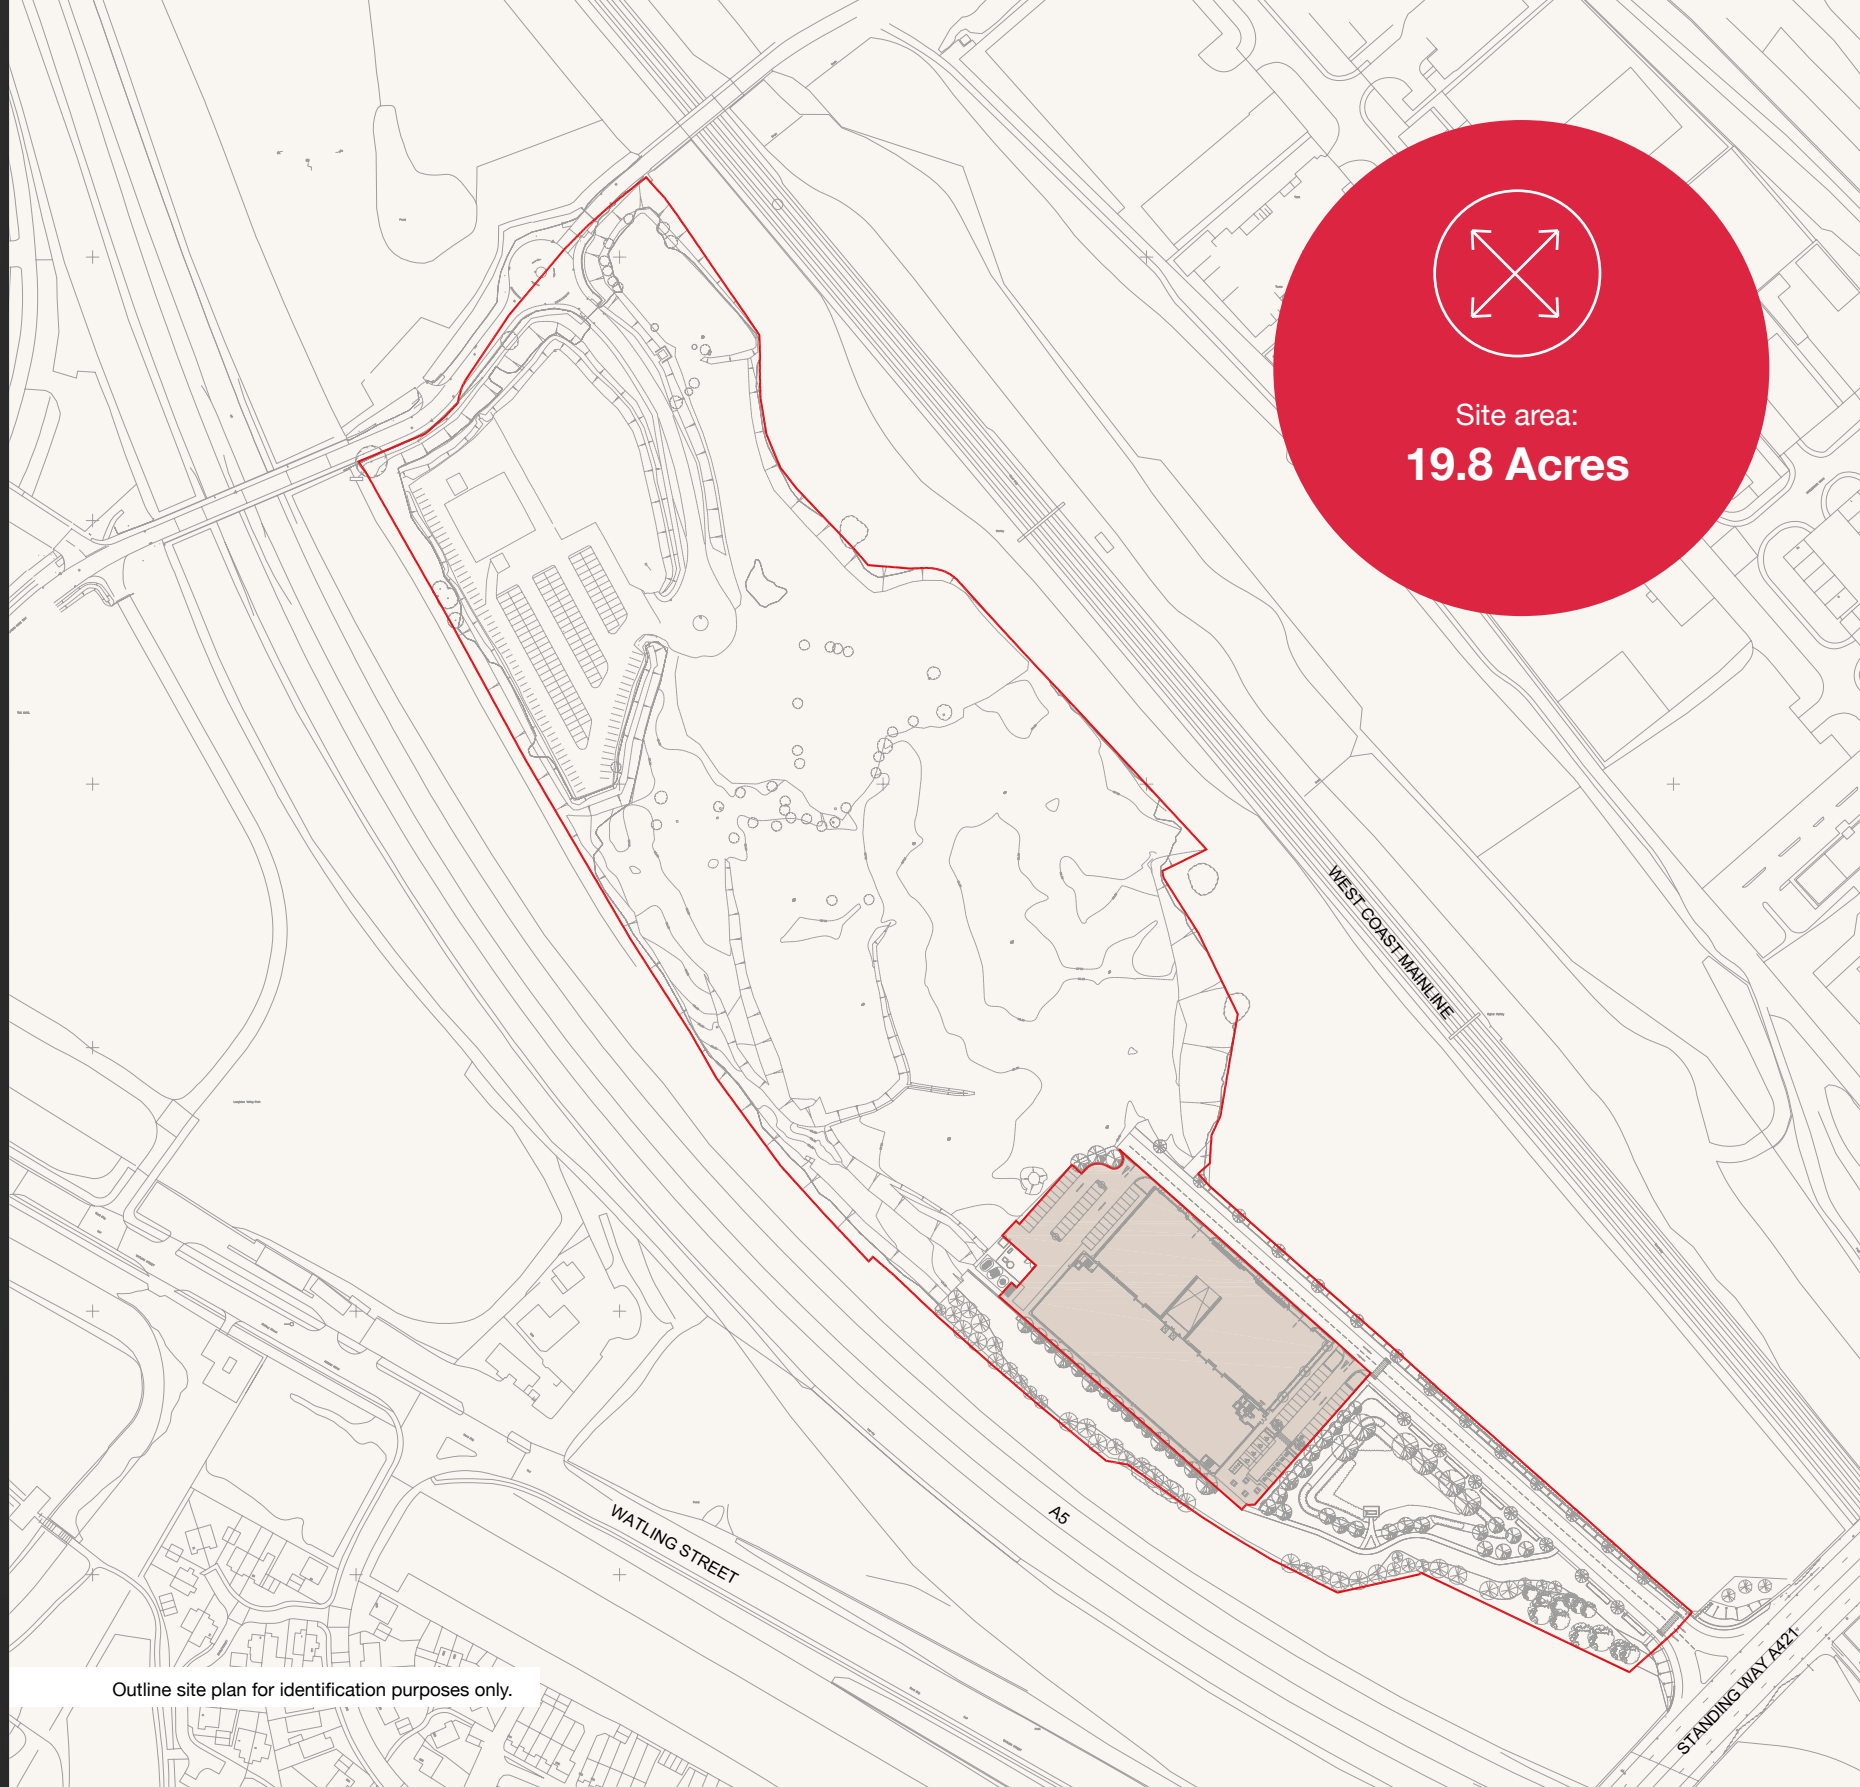 Site area:
19.8 Acres
WEST COAST MAINLINE
WATLING STREET
A5
STANDING WAY A421
Outline site plan for identification purposes only.